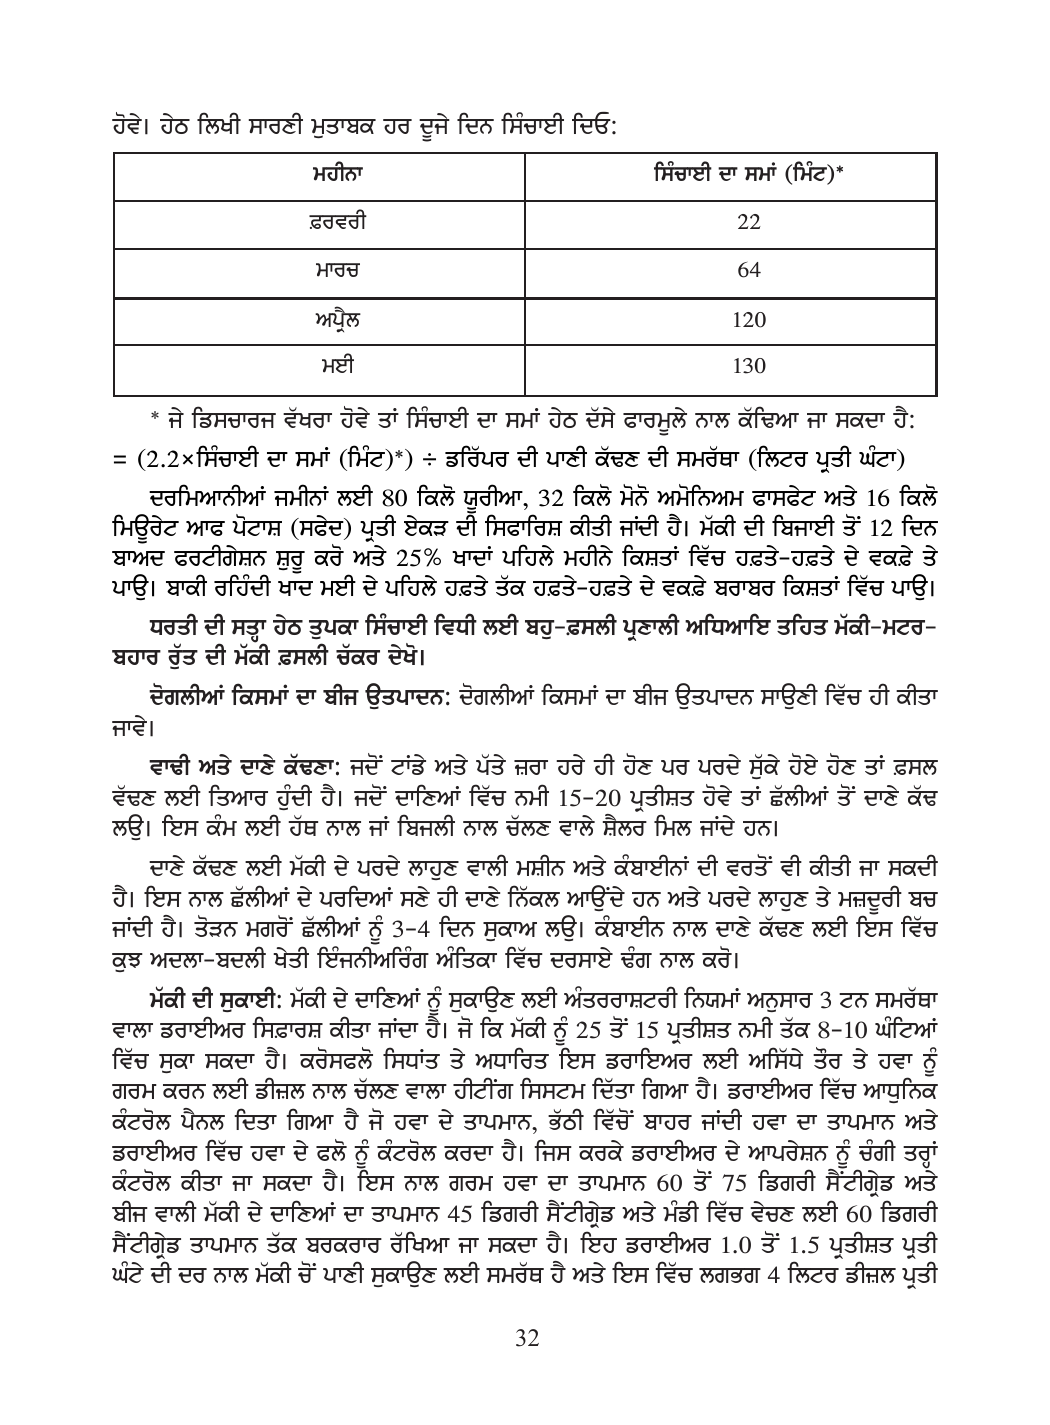 ਹੋਵੇ। ਹੇਠ ਲਿਖੀ ਸਾਰਣੀ ਮੁਤਾਬਕ ਹਰ ਦੂਜੇ ਦਿਨ ਸਿੰਚਾਈ ਦਿਓ:
ਮਹੀਨਾ ਸਿੰਚਾਈ ਦਾ ਸਮਾਂ (ਮਿੰਟ)*
ਫ਼ਰਵਰੀ 22
ਮਾਰਚ 64
ਅਪ੍ਰੈਲ 120
ਮਈ 130
* ਜੇ ਡਿਸਚਾਰਜ ਵੱਖਰਾ ਹੋਵੇ ਤਾਂ ਸਿੰਚਾਈ ਦਾ ਸਮਾਂ ਹੇਠ ਦੱਸੇ ਫਾਰਮੂਲੇ ਨਾਲ ਕੱਢਿਆ ਜਾ ਸਕਦਾ ਹੈ:
= (2.2×ਸਿੰਚਾਈ ਦਾ ਸਮਾਂ (ਮਿੰਟ)*) ÷ ਡਰਿੱਪਰ ਦੀ ਪਾਣੀ ਕੱਢਣ ਦੀ ਸਮਰੱਥਾ (ਲਿਟਰ ਪ੍ਰਤੀ ਘੰਟਾ)
ਦਰਮਿਆਨੀਆਂ ਜਮੀਨਾਂ ਲਈ 80 ਕਿਲੋ ਯੂਰੀਆ, 32 ਕਿਲੋ ਮੋਨੋ ਅਮੋਨਿਅਮ ਫਾਸਫੇਟ ਅਤੇ 16 ਕਿਲੋ
ਮਿਊਰੇਟ ਆਫ ਪੋਟਾਸ਼ (ਸਫੇਦ) ਪ੍ਰਤੀ ਏਕੜ ਦੀ ਸਿਫਾਰਿਸ਼ ਕੀਤੀ ਜਾਂਦੀ ਹੈ। ਮੱਕੀ ਦੀ ਬਿਜਾਈ ਤੋਂ 12 ਦਿਨ
ਬਾਅਦ ਫਰਟੀਗੇਸ਼ਨ ਸ਼ੁਰੂ ਕਰੋ ਅਤੇ 25% ਖਾਦਾਂ ਪਹਿਲੇ ਮਹੀਨੇ ਕਿਸ਼ਤਾਂ ਵਿੱਚ ਹਫ਼ਤੇ-ਹਫ਼ਤੇ ਦੇ ਵਕਫ਼ੇ ਤੇ
ਪਾਉ। ਬਾਕੀ ਰਹਿੰਦੀ ਖਾਦ ਮਈ ਦੇ ਪਹਿਲੇ ਹਫ਼ਤੇ ਤੱਕ ਹਫ਼ਤੇ-ਹਫ਼ਤੇ ਦੇ ਵਕਫ਼ੇ ਬਰਾਬਰ ਕਿਸ਼ਤਾਂ ਵਿੱਚ ਪਾਉ।
ਧਰਤੀ ਦੀ ਸਤ੍ਹਾ ਹੇਠ ਤੁਪਕਾ ਸਿੰਚਾਈ ਵਿਧੀ ਲਈ ਬਹੁ-ਫ਼ਸਲੀ ਪ੍ਰਣਾਲੀ ਅਧਿਆਇ ਤਹਿਤ ਮੱਕੀ-ਮਟਰ-
ਬਹਾਰ ਰੁੱਤ ਦੀ ਮੱਕੀ ਫ਼ਸਲੀ ਚੱਕਰ ਦੇਖੋ।
ਦੋਗਲੀਆਂ ਕਿਸਮਾਂ ਦਾ ਬੀਜ ਉਤਪਾਦਨ: ਦੋਗਲੀਆਂ ਕਿਸਮਾਂ ਦਾ ਬੀਜ ਉਤਪਾਦਨ ਸਾਉਣੀ ਵਿੱਚ ਹੀ ਕੀਤਾ
ਜਾਵੇ।
ਵਾਢੀ ਅਤੇ ਦਾਣੇ ਕੱਢਣਾ: ਜਦੋਂ ਟਾਂਡੇ ਅਤੇ ਪੱਤੇ ਜ਼ਰਾ ਹਰੇ ਹੀ ਹੋਣ ਪਰ ਪਰਦੇ ਸੁੱਕੇ ਹੋਏ ਹੋਣ ਤਾਂ ਫ਼ਸਲ
ਵੱਢਣ ਲਈ ਤਿਆਰ ਹੁੰਦੀ ਹੈ। ਜਦੋਂ ਦਾਣਿਆਂ ਵਿੱਚ ਨਮੀ 15-20 ਪ੍ਰਤੀਸ਼ਤ ਹੋਵੇ ਤਾਂ ਛੱਲੀਆਂ ਤੋਂ ਦਾਣੇ ਕੱਢ
ਲਉ। ਇਸ ਕੰਮ ਲਈ ਹੱਥ ਨਾਲ ਜਾਂ ਬਿਜਲੀ ਨਾਲ ਚੱਲਣ ਵਾਲੇ ਸ਼ੈਲਰ ਮਿਲ ਜਾਂਦੇ ਹਨ।
ਦਾਣੇ ਕੱਢਣ ਲਈ ਮੱਕੀ ਦੇ ਪਰਦੇ ਲਾਹੁਣ ਵਾਲੀ ਮਸ਼ੀਨ ਅਤੇ ਕੰਬਾਈਨਾਂ ਦੀ ਵਰਤੋਂ ਵੀ ਕੀਤੀ ਜਾ ਸਕਦੀ
ਹੈ। ਇਸ ਨਾਲ ਛੱਲੀਆਂ ਦੇ ਪਰਦਿਆਂ ਸਣੇ ਹੀ ਦਾਣੇ ਨਿੱਕਲ ਆਉਂਦੇ ਹਨ ਅਤੇ ਪਰਦੇ ਲਾਹੁਣ ਤੇ ਮਜ਼ਦੂਰੀ ਬਚ
ਜਾਂਦੀ ਹੈ। ਤੋੜਨ ਮਗਰੋਂ ਛੱਲੀਆਂ ਨੂੰ 3-4 ਦਿਨ ਸੁਕਾਅ ਲਉ। ਕੰਬਾਈਨ ਨਾਲ ਦਾਣੇ ਕੱਢਣ ਲਈ ਇਸ ਵਿੱਚ
ਕੁਝ ਅਦਲਾ-ਬਦਲੀ ਖੇਤੀ ਇੰਜਨੀਅਰਿੰਗ ਅੰਤਿਕਾ ਵਿੱਚ ਦਰਸਾਏ ਢੰਗ ਨਾਲ ਕਰੋ।
ਮੱਕੀ ਦੀ ਸੁਕਾਈ: ਮੱਕੀ ਦੇ ਦਾਣਿਆਂ ਨੂੰ ਸੁਕਾਉਣ ਲਈ ਅੰਤਰਰਾਸ਼ਟਰੀ ਨਿਯਮਾਂ ਅਨੁਸਾਰ 3 ਟਨ ਸਮਰੱਥਾ
ਵਾਲਾ ਡਰਾਈਅਰ ਸਿਫ਼ਾਰਸ਼ ਕੀਤਾ ਜਾਂਦਾ ਹੈ। ਜੋ ਕਿ ਮੱਕੀ ਨੂੰ 25 ਤੋਂ 15 ਪ੍ਰਤੀਸ਼ਤ ਨਮੀ ਤੱਕ 8-10 ਘੰਟਿਆਂ
ਵਿੱਚ ਸੁਕਾ ਸਕਦਾ ਹੈ। ਕਰੋਸਫਲੋ ਸਿਧਾਂਤ ਤੇ ਅਧਾਰਿਤ ਇਸ ਡਰਾਇਅਰ ਲਈ ਅਸਿੱਧੇ ਤੌਰ ਤੇ ਹਵਾ ਨੂੰ
ਗਰਮ ਕਰਨ ਲਈ ਡੀਜ਼ਲ ਨਾਲ ਚੱਲਣ ਵਾਲਾ ਹੀਟੀਂਗ ਸਿਸਟਮ ਦਿੱਤਾ ਗਿਆ ਹੈ। ਡਰਾਈਅਰ ਵਿੱਚ ਆਧੁਨਿਕ
ਕੰਟਰੋਲ ਪੈਨਲ ਦਿਤਾ ਗਿਆ ਹੈ ਜੋ ਹਵਾ ਦੇ ਤਾਪਮਾਨ, ਭੱਠੀ ਵਿੱਚੋਂ ਬਾਹਰ ਜਾਂਦੀ ਹਵਾ ਦਾ ਤਾਪਮਾਨ ਅਤੇ
ਡਰਾਈਅਰ ਵਿੱਚ ਹਵਾ ਦੇ ਫਲੋ ਨੂੰ ਕੰਟਰੋਲ ਕਰਦਾ ਹੈ। ਜਿਸ ਕਰਕੇ ਡਰਾਈਅਰ ਦੇ ਆਪਰੇਸ਼ਨ ਨੂੰ ਚੰਗੀ ਤਰ੍ਹਾਂ
ਕੰਟਰੋਲ ਕੀਤਾ ਜਾ ਸਕਦਾ ਹੈ। ਇਸ ਨਾਲ ਗਰਮ ਹਵਾ ਦਾ ਤਾਪਮਾਨ 60 ਤੋਂ 75 ਡਿਗਰੀ ਸੈਂਟੀਗ੍ਰੇਡ ਅਤੇ
ਬੀਜ ਵਾਲੀ ਮੱਕੀ ਦੇ ਦਾਣਿਆਂ ਦਾ ਤਾਪਮਾਨ 45 ਡਿਗਰੀ ਸੈਂਟੀਗ੍ਰੇਡ ਅਤੇ ਮੰਡੀ ਵਿੱਚ ਵੇਚਣ ਲਈ 60 ਡਿਗਰੀ
ਸੈਂਟੀਗ੍ਰੇਡ ਤਾਪਮਾਨ ਤੱਕ ਬਰਕਰਾਰ ਰੱਖਿਆ ਜਾ ਸਕਦਾ ਹੈ। ਇਹ ਡਰਾਈਅਰ 1.0 ਤੋਂ 1.5 ਪ੍ਰਤੀਸ਼ਤ ਪ੍ਰਤੀ
ਘੰਟੇ ਦੀ ਦਰ ਨਾਲ ਮੱਕੀ ਚੋਂ ਪਾਣੀ ਸੁਕਾਉਣ ਲਈ ਸਮਰੱਥ ਹੈ ਅਤੇ ਇਸ ਵਿੱਚ ਲਗਭਗ 4 ਲਿਟਰ ਡੀਜ਼ਲ ਪ੍ਰਤੀ
32